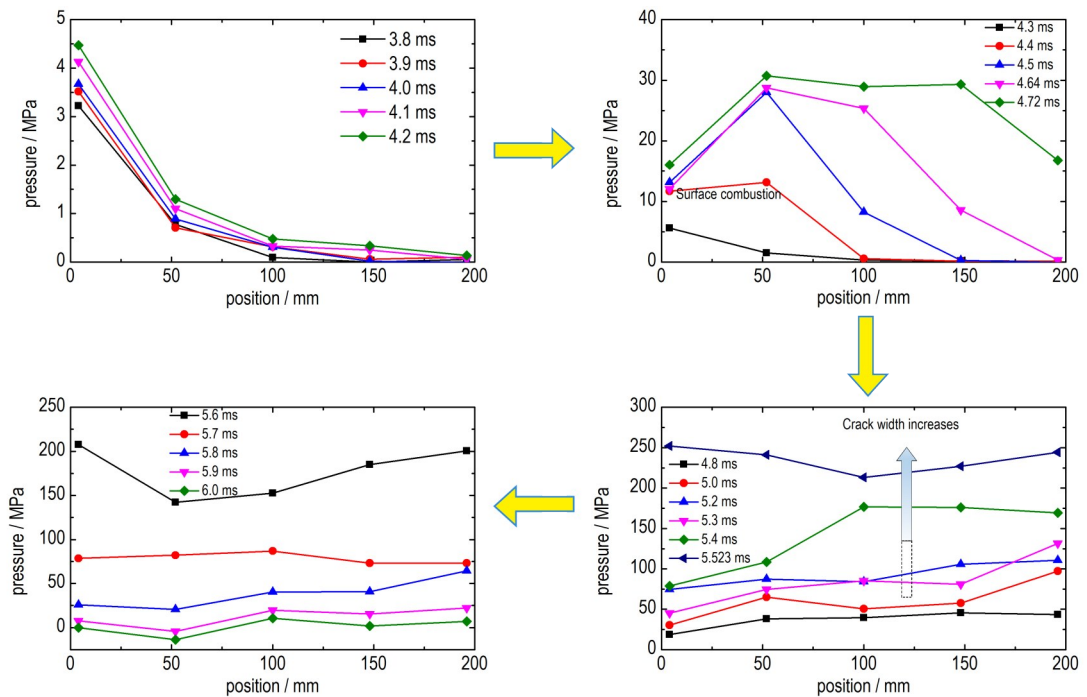 5
4
3
2
1
0
0 50 100 150 200
pressure / MPa
position / mm
3.8 ms
3.9 ms
4.0 ms
4.1 ms
4.2 ms
40
30
20
10
0
0 50 100 150 200
pressure / MPa
position / mm
4.3 ms
4.4 ms
4.5 ms
4.64 ms
4.72 ms
Surface combustion
250
200
150
100
50
0
0 50 100 150 200
pressure / MPa
position / mm
5.6 ms
5.7 ms
5.8 ms
5.9 ms
6.0 ms
300
250
200
150
100
50
0
0 50 100 150 200
pressure / MPa
position / mm
Crack width increases
4.8 ms
5.0 ms
5.2 ms
5.3 ms
5.4 ms
5.523 ms